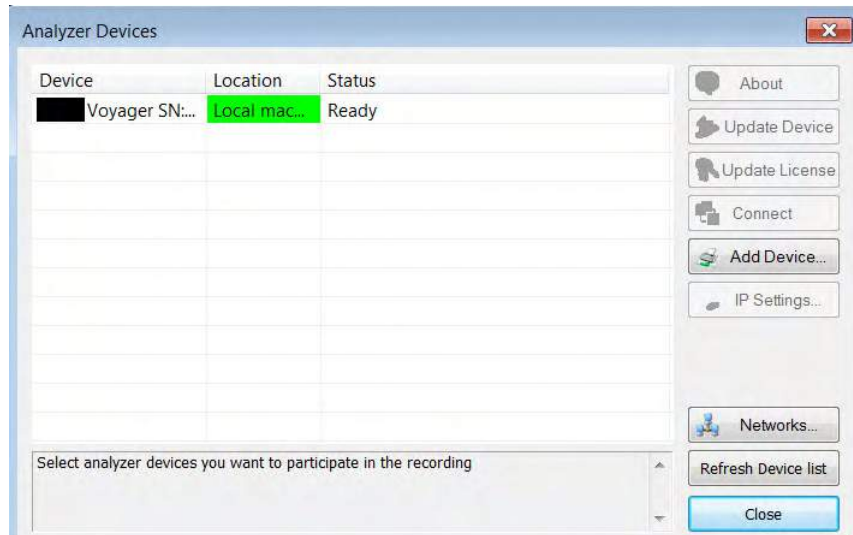 Analyzer Devices
Device Location Status
Voyager SN:... Local mac... Ready
About
Update Device
Update License
Connect
Add Device...
IP Settings...
Networks...
Select analyzer devices you want to participate in the recording
Refresh Device list
Close